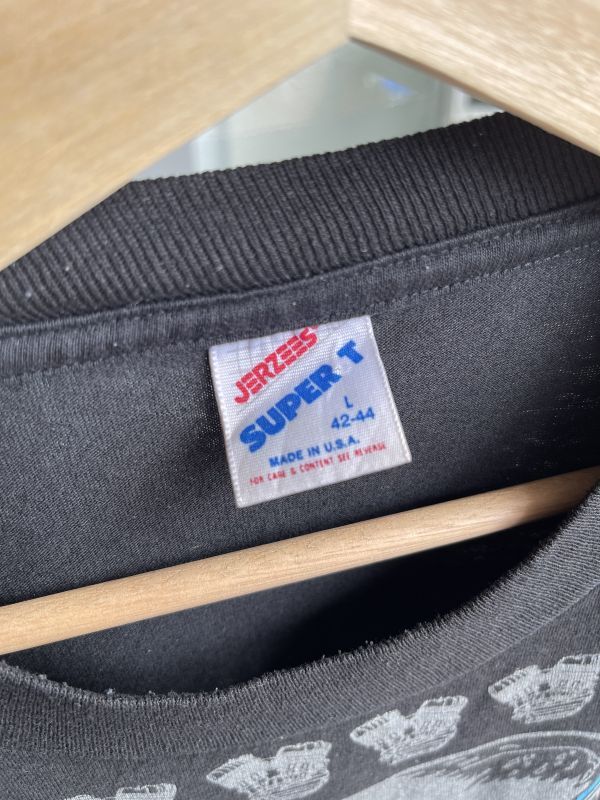 JERZEES
SUPER T
L
42-44
MADE IN U.S.A.
FOR CARE & CONTENT SEE REVERSE